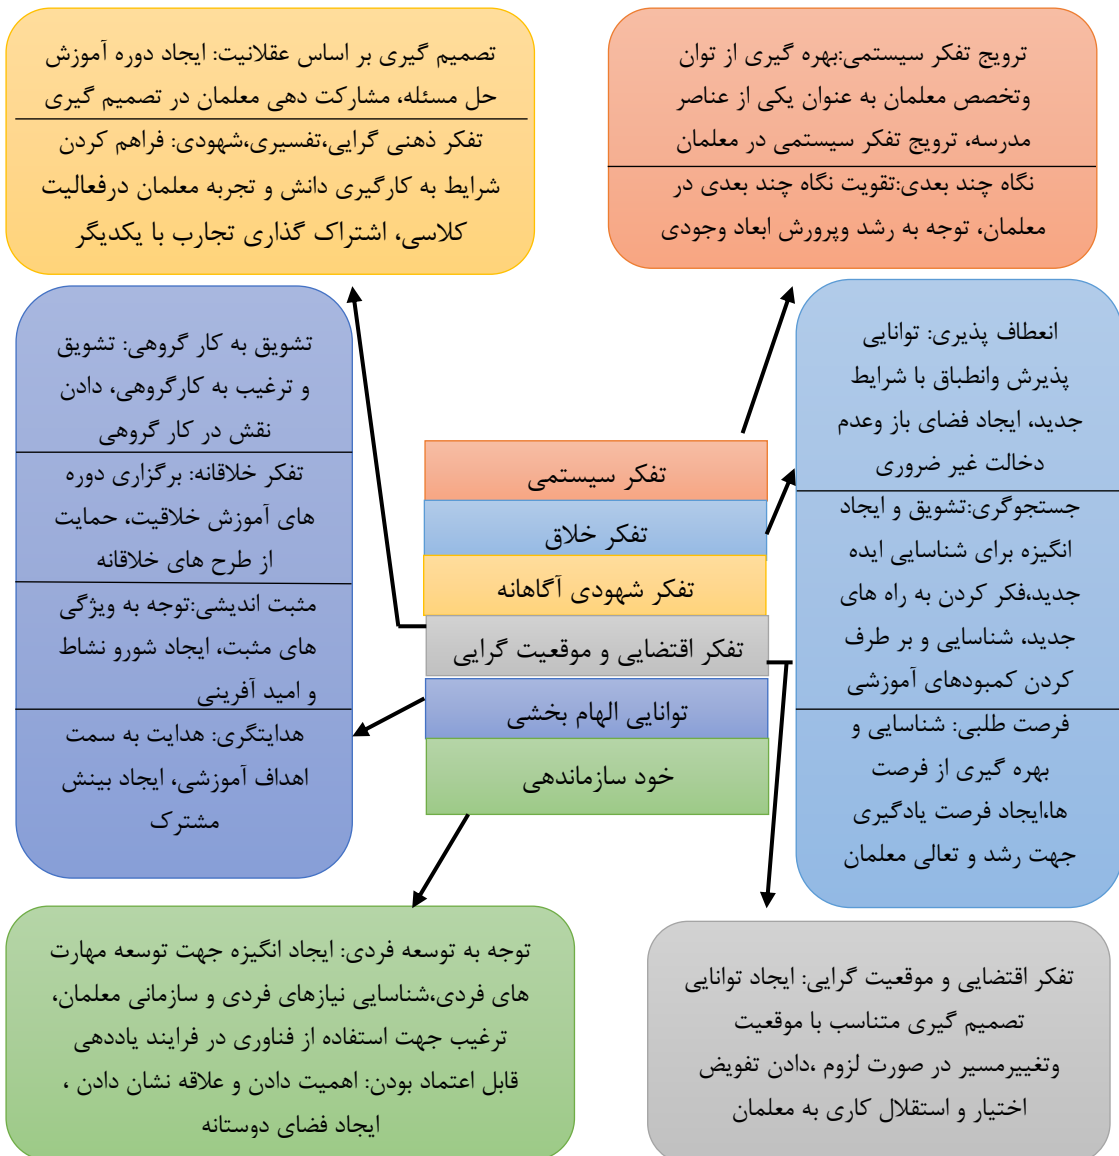 ترویج تفکر سیستمی:بهره گیری از توان
وتخصص معلمان به عنوان یکی از عناصر
مدرسه، ترویج تفکر سیستمی در معلمان
نگاه چند بعدی:تقویت نگاه چند بعدی در
معلمان، توجه به رشد وپرورش ابعاد وجودی
تصمیم گیری بر اساس عقلانیت: ایجاد دوره آموزش
حل مسئله، مشارکت دهی معلمان در تصمیم گیری
تفکر ذهنی گرایی،تفسیری،شهودی: فراهم کردن
شرایط به کارگیری دانش و تجربه معلمان درفعالیت
کلاسی، اشتراک گذاری تجارب با یکدیگر
انعطاف پذیری: توانایی
پذیرش وانطباق با شرایط
جدید، ایجاد فضای باز وعدم
دخالت غیر ضروری
جستجوگری:تشویق و ایجاد
انگیزه برای شناسایی ایده
جدید،فکر کردن به راه های
جدید، شناسایی و بر طرف
کردن کمبودهای آموزشی
فرصت طلبی: شناسایی و
بهره گیری از فرصت
ها،ایجاد فرصت یادگیری
جهت رشد و تعالی معلمان
تفکر سیستمی
تفکر خلاق
تفکر شهودی آگاهانه
تفکر اقتضایی و موقعیت گرایی
توانایی الهام بخشی
خود سازماندهی
تشویق به کار گروهی: تشویق
و ترغیب به کارگروهی، دادن
نقش در کار گروهی
تفکر خلاقانه: برگزاری دوره
های آموزش خلاقیت، حمایت
از طرح های خلاقانه
مثبت اندیشی:توجه به ویژگی
های مثبت، ایجاد شورو نشاط
و امید آفرینی
هدایتگری: هدایت به سمت
اهداف آموزشی، ایجاد بینش
مشترک
تفکر اقتضایی و موقعیت گرایی: ایجاد توانایی
تصمیم گیری متناسب با موقعیت
وتغییرمسیر در صورت لزوم ،دادن تفویض
اختیار و استقلال کاری به معلمان
توجه به توسعه فردی: ایجاد انگیزه جهت توسعه مهارت
های فردی،شناسایی نیازهای فردی و سازمانی معلمان،
ترغیب جهت استفاده از فناوری در فرایند یاددهی
قابل اعتماد بودن: اهمیت دادن و علاقه نشان دادن ،
ایجاد فضای دوستانه